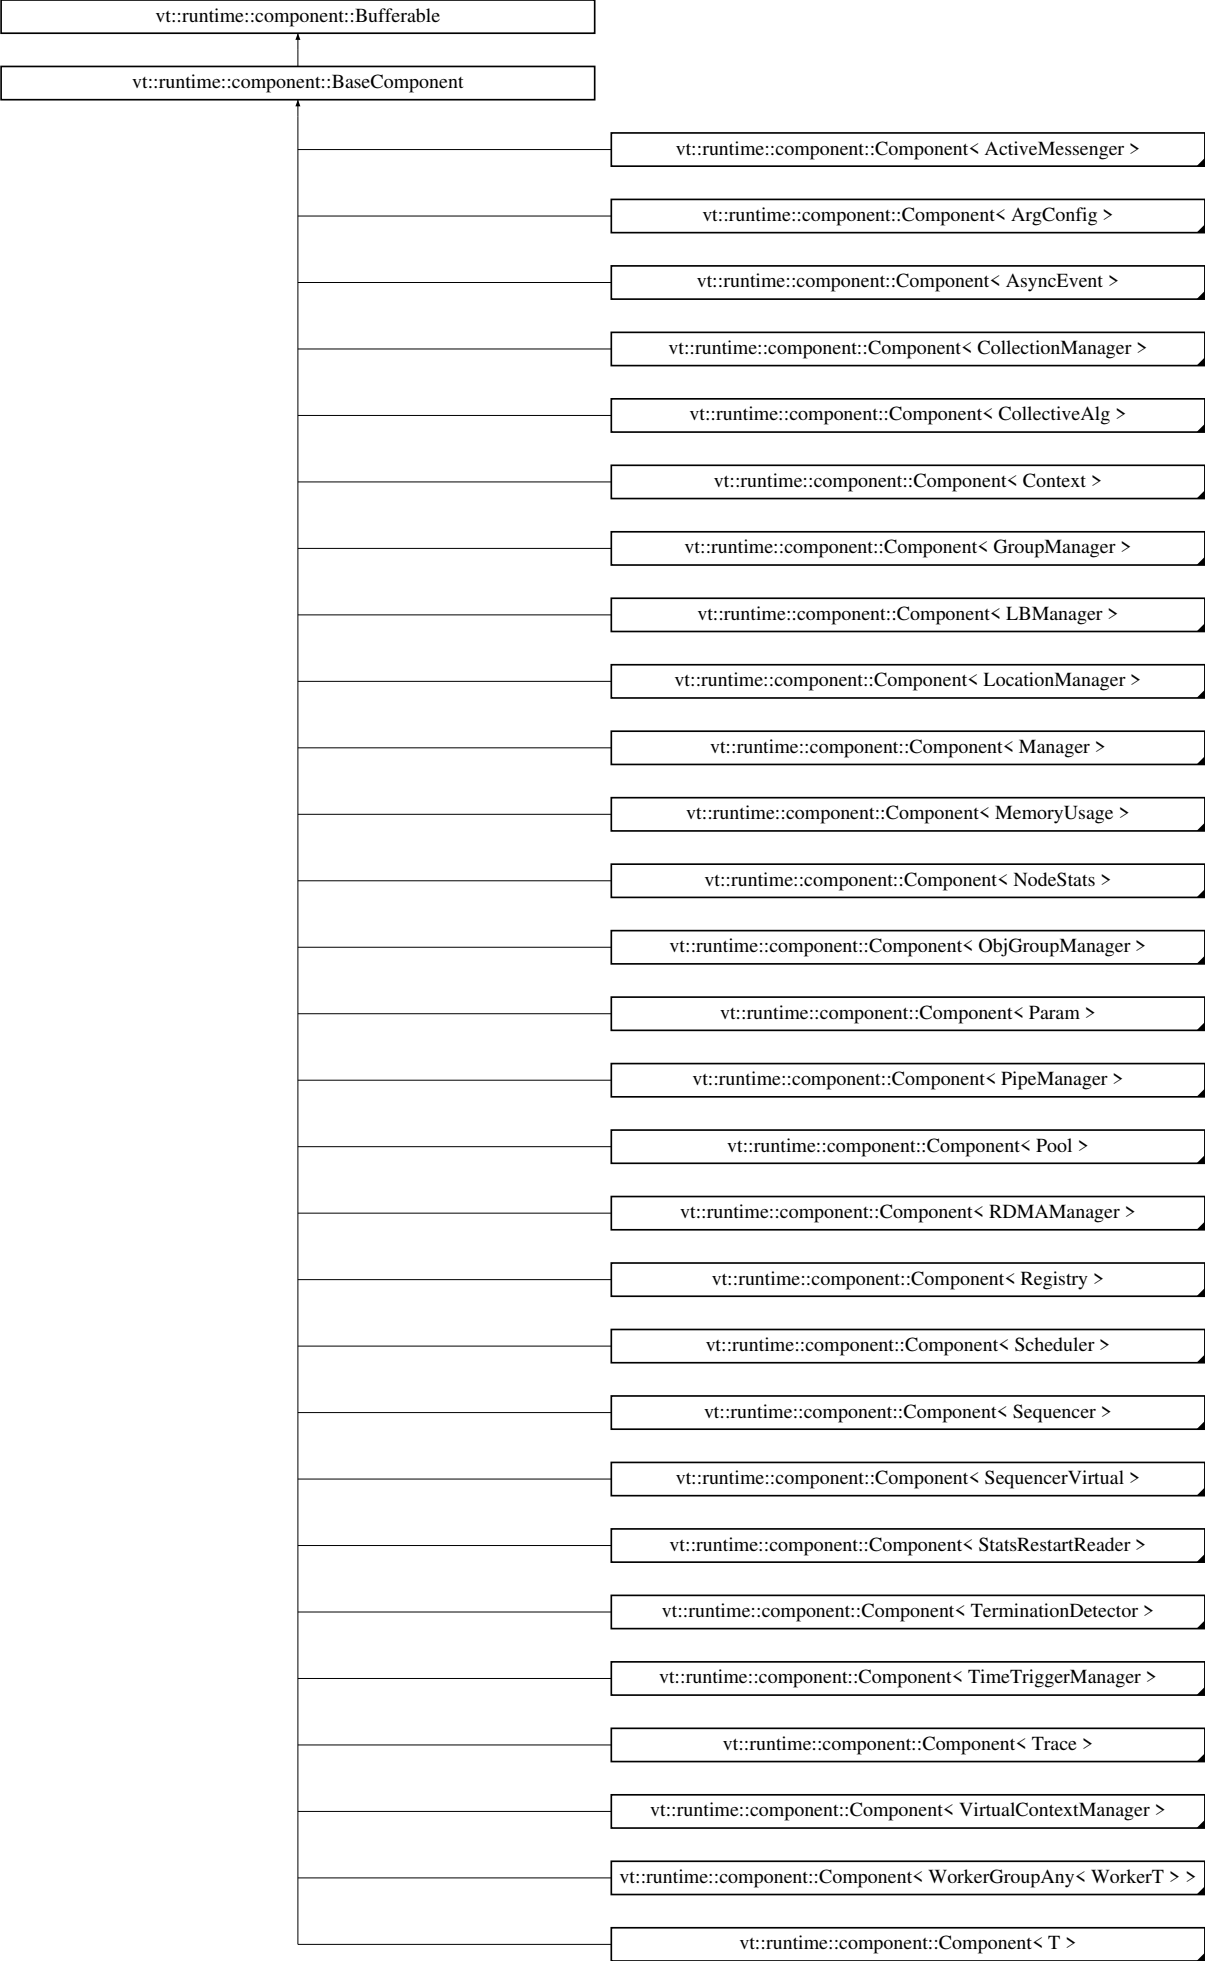 vt::runtime::component::Bufferable
vt::runtime::component::BaseComponent
vt::runtime::component::Component< ActiveMessenger >
vt::runtime::component::Component< ArgConfig >
vt::runtime::component::Component< AsyncEvent >
vt::runtime::component::Component< CollectionManager >
vt::runtime::component::Component< CollectiveAlg >
vt::runtime::component::Component< Context >
vt::runtime::component::Component< GroupManager >
vt::runtime::component::Component< LBManager >
vt::runtime::component::Component< LocationManager >
vt::runtime::component::Component< Manager >
vt::runtime::component::Component< MemoryUsage >
vt::runtime::component::Component< NodeStats >
vt::runtime::component::Component< ObjGroupManager >
vt::runtime::component::Component< Param >
vt::runtime::component::Component< PipeManager >
vt::runtime::component::Component< Pool >
vt::runtime::component::Component< RDMAManager >
vt::runtime::component::Component< Registry >
vt::runtime::component::Component< Scheduler >
vt::runtime::component::Component< Sequencer >
vt::runtime::component::Component< SequencerVirtual >
vt::runtime::component::Component< StatsRestartReader >
vt::runtime::component::Component< TerminationDetector >
vt::runtime::component::Component< TimeTriggerManager >
vt::runtime::component::Component< Trace >
vt::runtime::component::Component< VirtualContextManager >
vt::runtime::component::Component< WorkerGroupAny< WorkerT > >
vt::runtime::component::Component< T >